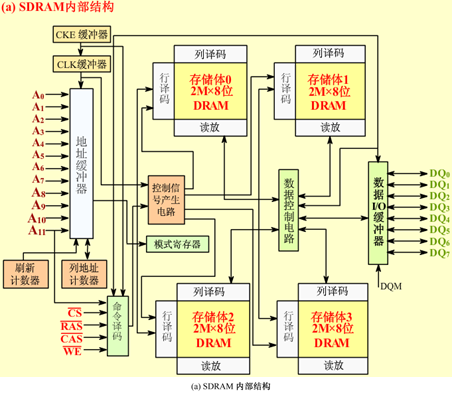 (a) SDRAM内部结构
CKE 缓冲器
CLK缓冲器
A0
A1
A2
A3
A4
A5
A6
A7
A8
A9
A10
A11
地址缓冲器
刷新
计数器
列地址
计数器
CS
RAS
CAS
WE
命令译码
控制信
号产生
电路
模式寄存器
列译码
行译码
存储体0
2M×8位
DRAM
读放
列译码
行译码
存储体1
2M×8位
DRAM
读放
列译码
行译码
存储体2
2M×8位
DRAM
读放
列译码
行译码
存储体3
2M×8位
DRAM
读放
数据控制电路
数据I/O缓冲器
DQ0
DQ1
DQ2
DQ3
DQ4
DQ5
DQ6
DQ7
DQM
(a) SDRAM 内部结构